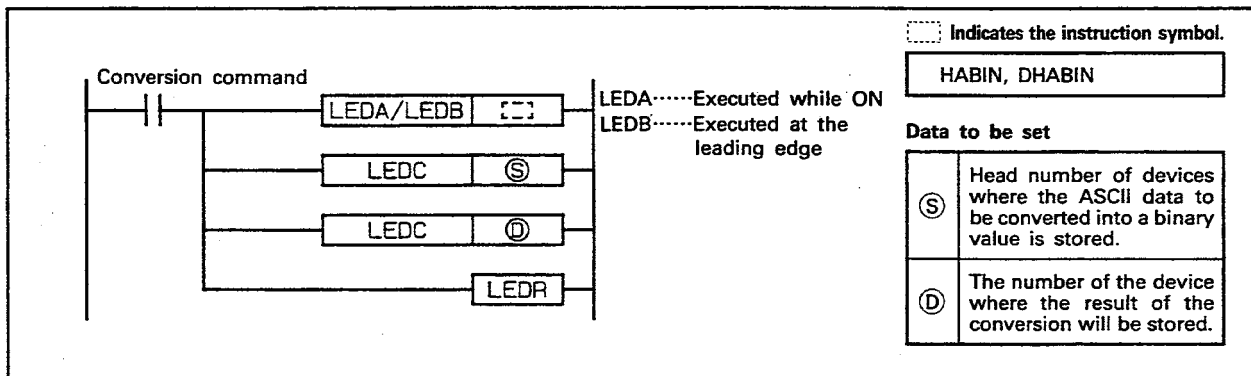 Conversion command
LEDA/LEDB
LEDA······Executed while ON
LEDB······Executed at the
leading edge
LEDC Ⓢ
LEDC Ⓓ
LEDR
Indicates the instruction symbol.
HABIN, DHABIN
Data to be set
Ⓢ Head number of devices
where the ASCII data to
be converted into a binary
value is stored.
Ⓓ The number of the device
where the result of the
conversion will be stored.